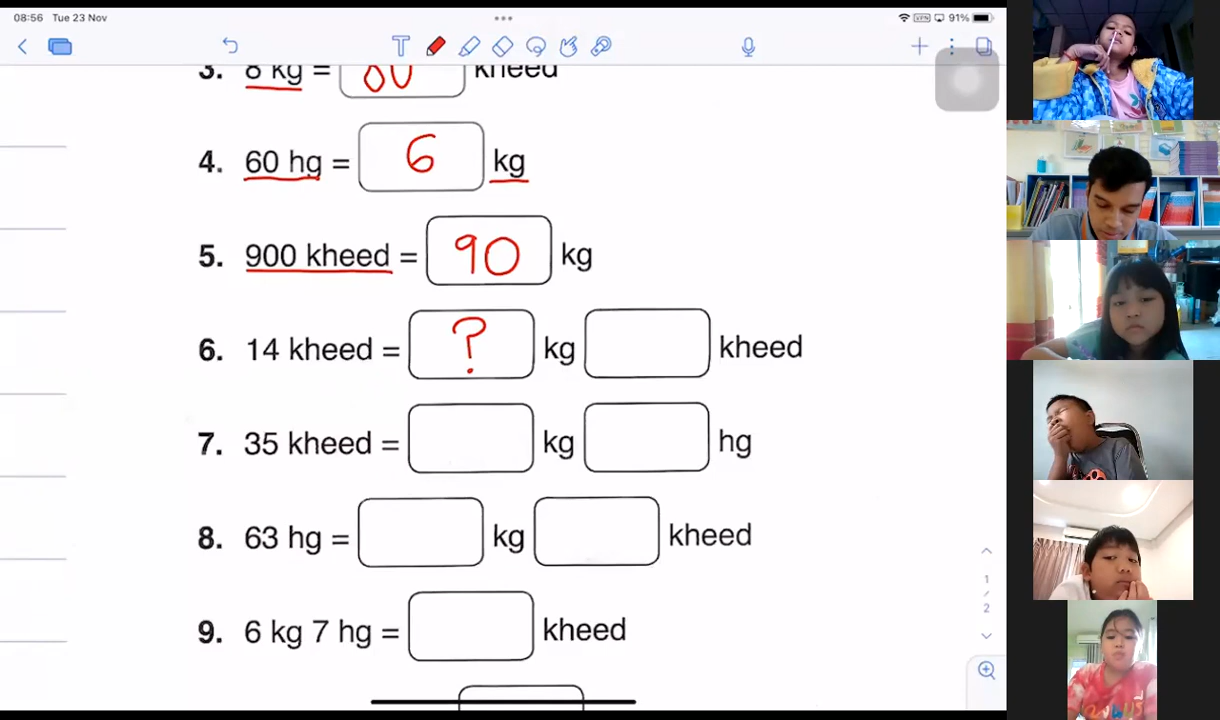 08:56 Tue 23 Nov
VPN 91%
3. 8 kg = 80 kheed
4. 60 hg = 6 kg
5. 900 kheed = 90 kg
6. 14 kheed = ? kg kheed
7. 35 kheed = kg hg
8. 63 hg = kg kheed
9. 6 kg 7 hg = kheed
1
/
2